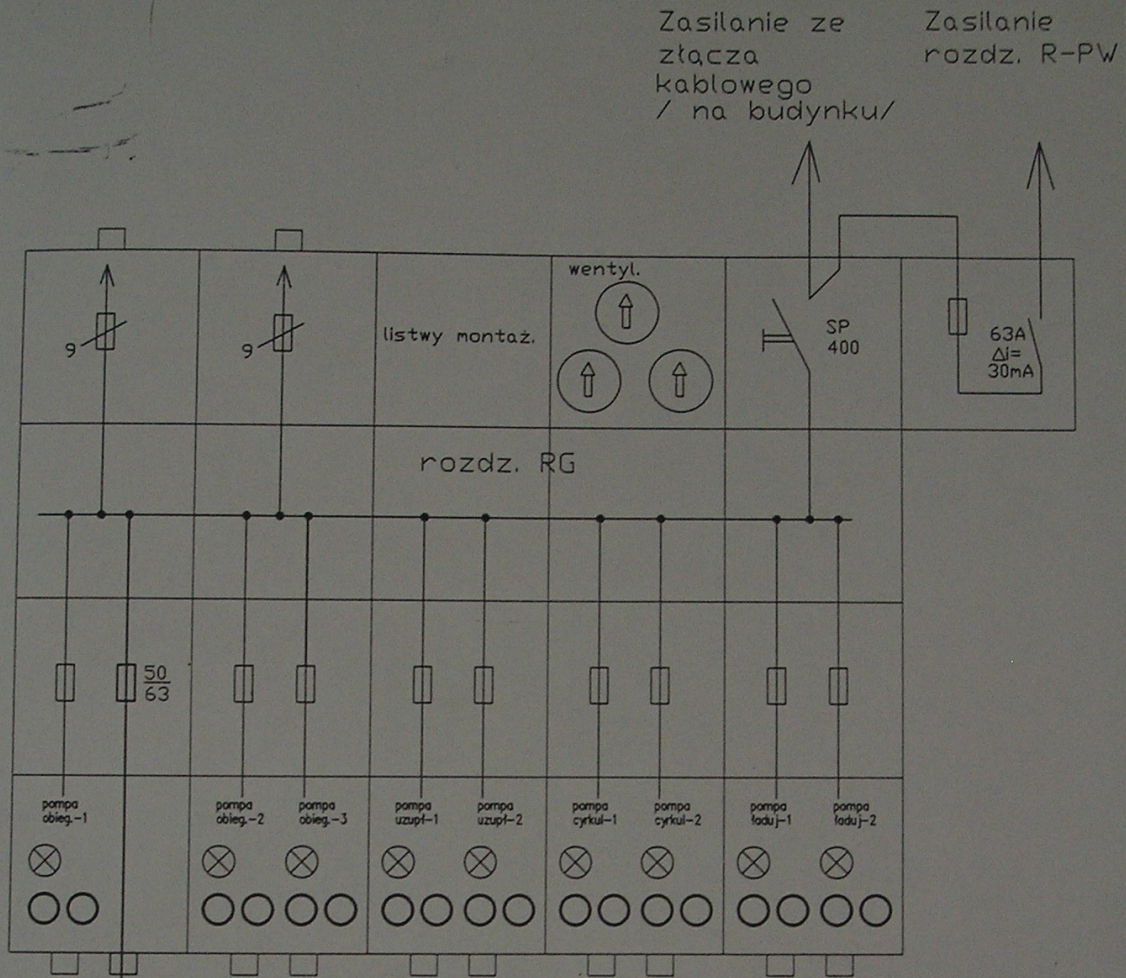 Zasilanie ze
złącza
kablowego
/ na budynku/
Zasilanie
rozdz. R-PW
9
9
listwy montaż.
wentyl.
SP
400
63A
Δi=
30mA
rozdz. RG
50
63
pompa
obieg.-1
pompa
obieg.-2
pompa
obieg.-3
pompa
uzupł-1
pompa
uzupł-2
pompa
cyrkul-1
pompa
cyrkul-2
pompa
ładuj-1
pompa
ładuj-2